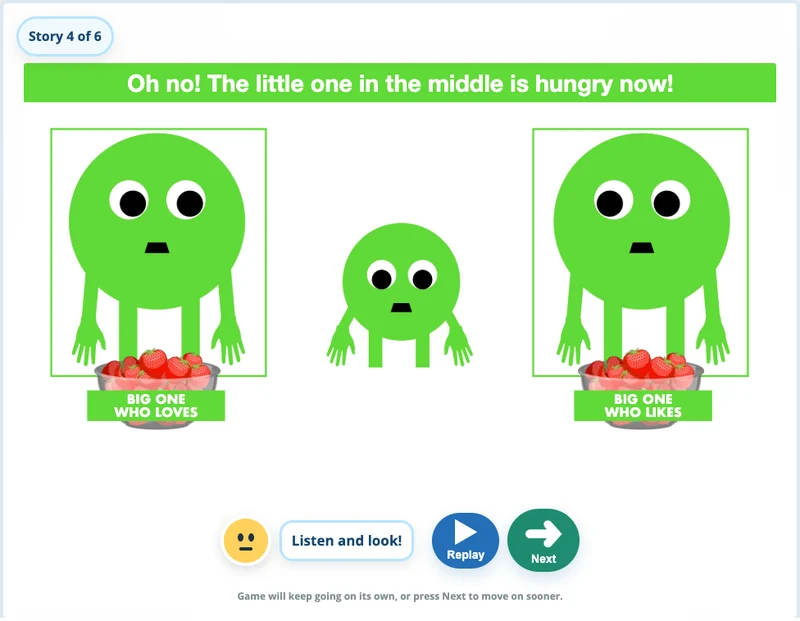 Story 4 of 6
Oh no! The little one in the middle is hungry now!
BIG ONE
WHO LOVES
BIG ONE
WHO LIKES
Listen and look!
Replay
Next
Game will keep going on its own, or press Next to move on sooner.